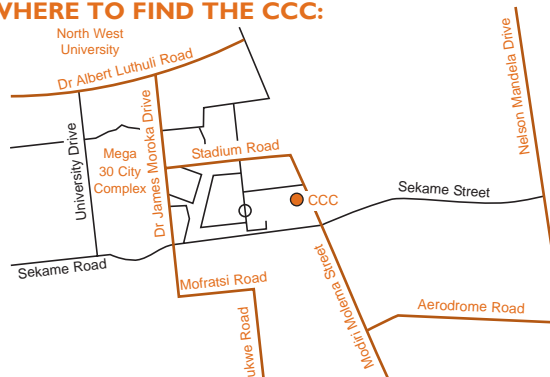 WHERE TO FIND THE CCC:
North West
University
Dr Albert Luthuli Road
Nelson Mandela Drive
University Drive
Mega
30 City
Complex
Dr James Moroka Drive
Stadium Road
CCC
Sekame Street
Sekame Road
Mofratsi Road
Modiri Molema Street
Aerodrome Road
Road